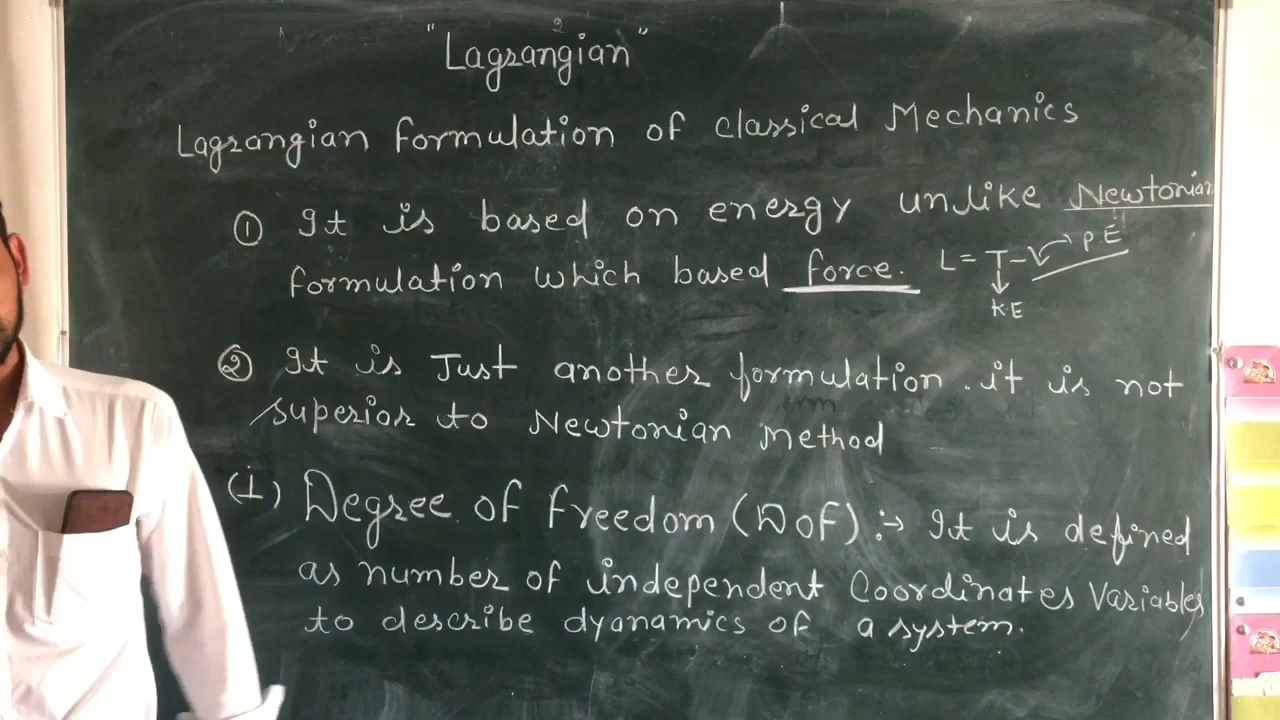 "Lagrangian"
Lagrangian formulation of classical Mechanics
① It is based on energy unlike Newtonian
formulation which based force. L = T - V P.E
K.E
② It is Just another formulation. it is not
superior to Newtonian Method
(i) Degree of freedom (DOF) :→ It is defined
as number of independent Coordinates Variables
to describe dyanamics of a system.